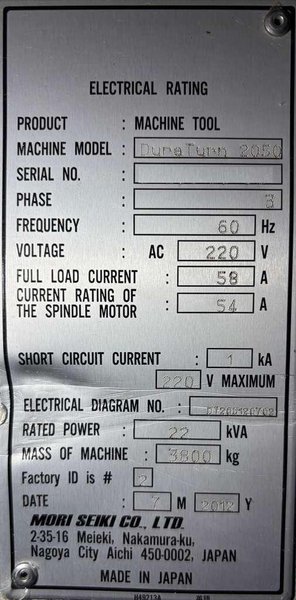 ELECTRICAL RATING
PRODUCT : MACHINE TOOL
MACHINE MODEL : DuraTurn 2050
SERIAL NO. :
PHASE : 3
FREQUENCY : 60 Hz
VOLTAGE : AC 220 V
FULL LOAD CURRENT : 58 A
CURRENT RATING OF
THE SPINDLE MOTOR : 54 A
SHORT CIRCUIT CURRENT : 1 kA
220 V MAXIMUM
ELECTRICAL DIAGRAM NO. :
RATED POWER : 22 kVA
MASS OF MACHINE : 3800 kg
Factory ID is # 2
DATE : 7 M 2012 Y
MORI SEIKI CO., LTD.
2-35-16 Meieki, Nakamura-ku,
Nagoya City Aichi 450-0002, JAPAN
MADE IN JAPAN
H49213A